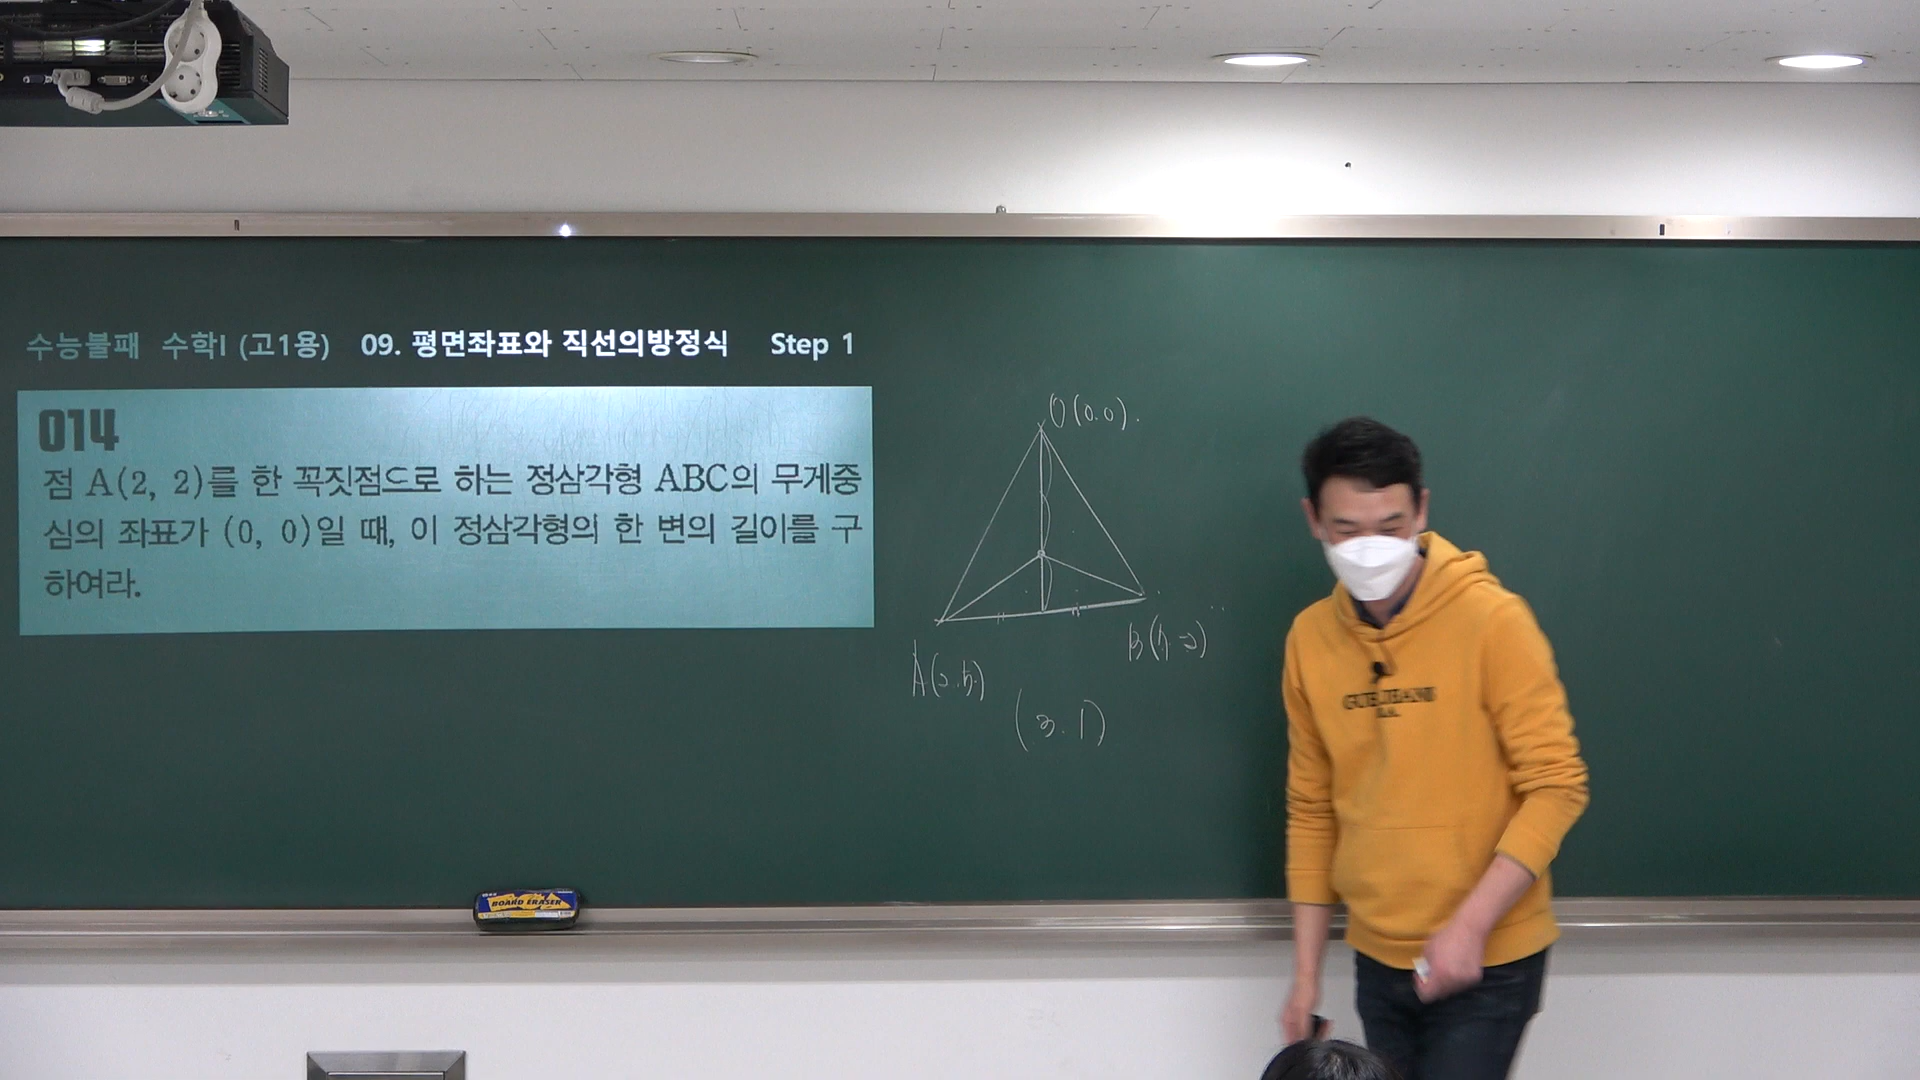 수능불패 수학Ⅰ (고1용) 09. 평면좌표와 직선의방정식 Step 1
014
점 A(2, 2)를 한 꼭짓점으로 하는 정삼각형 ABC의 무게중
심의 좌표가 (0, 0)일 때, 이 정삼각형의 한 변의 길이를 구
하여라.
O(0.0).
A
B
(3.1)
BOARD ERASER